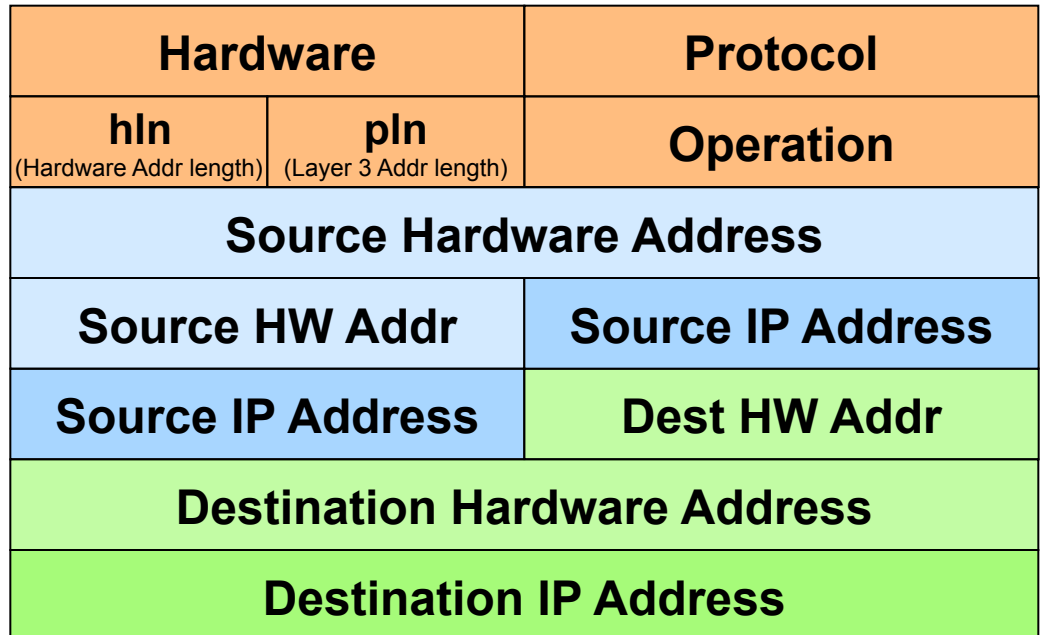 Hardware
Protocol
hln
(Hardware Addr length)
pln
(Layer 3 Addr length)
Operation
Source Hardware Address
Source HW Addr
Source IP Address
Source IP Address
Dest HW Addr
Destination Hardware Address
Destination IP Address